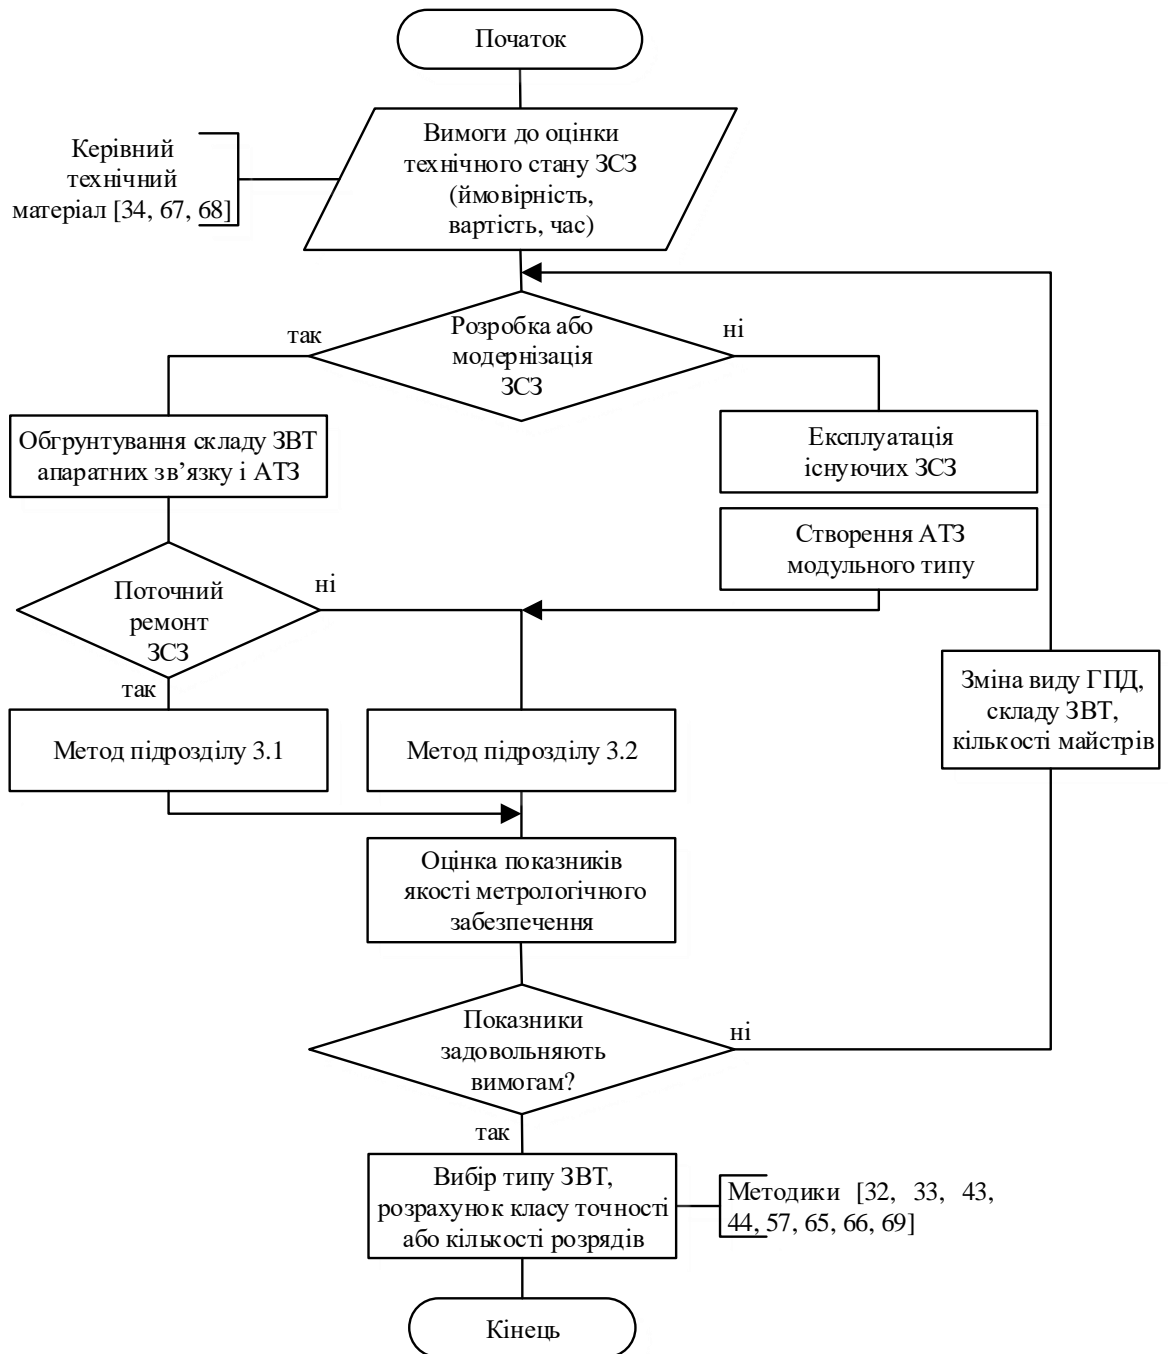 Початок
Вимоги до оцінки
технічного стану ЗСЗ
(ймовірність,
вартість, час)
Керівний
технічний
матеріал [34, 67, 68]
Розробка або
модернізація
ЗСЗ
так
ні
Обгрунтування складу ЗВТ
апаратних зв’язку і АТЗ
Експлуатація
існуючих ЗСЗ
Створення АТЗ
модульного типу
Поточний
ремонт
ЗСЗ
ні
так
Метод підрозділу 3.1
Метод підрозділу 3.2
Зміна виду ГПД,
складу ЗВТ,
кількості майстрів
Оцінка показників
якості метрологічного
забезпечення
Показники
задовольняють
вимогам?
ні
так
Вибір типу ЗВТ,
розрахунок класу точності
або кількості розрядів
Методики [32, 33, 43,
44, 57, 65, 66, 69]
Кінець